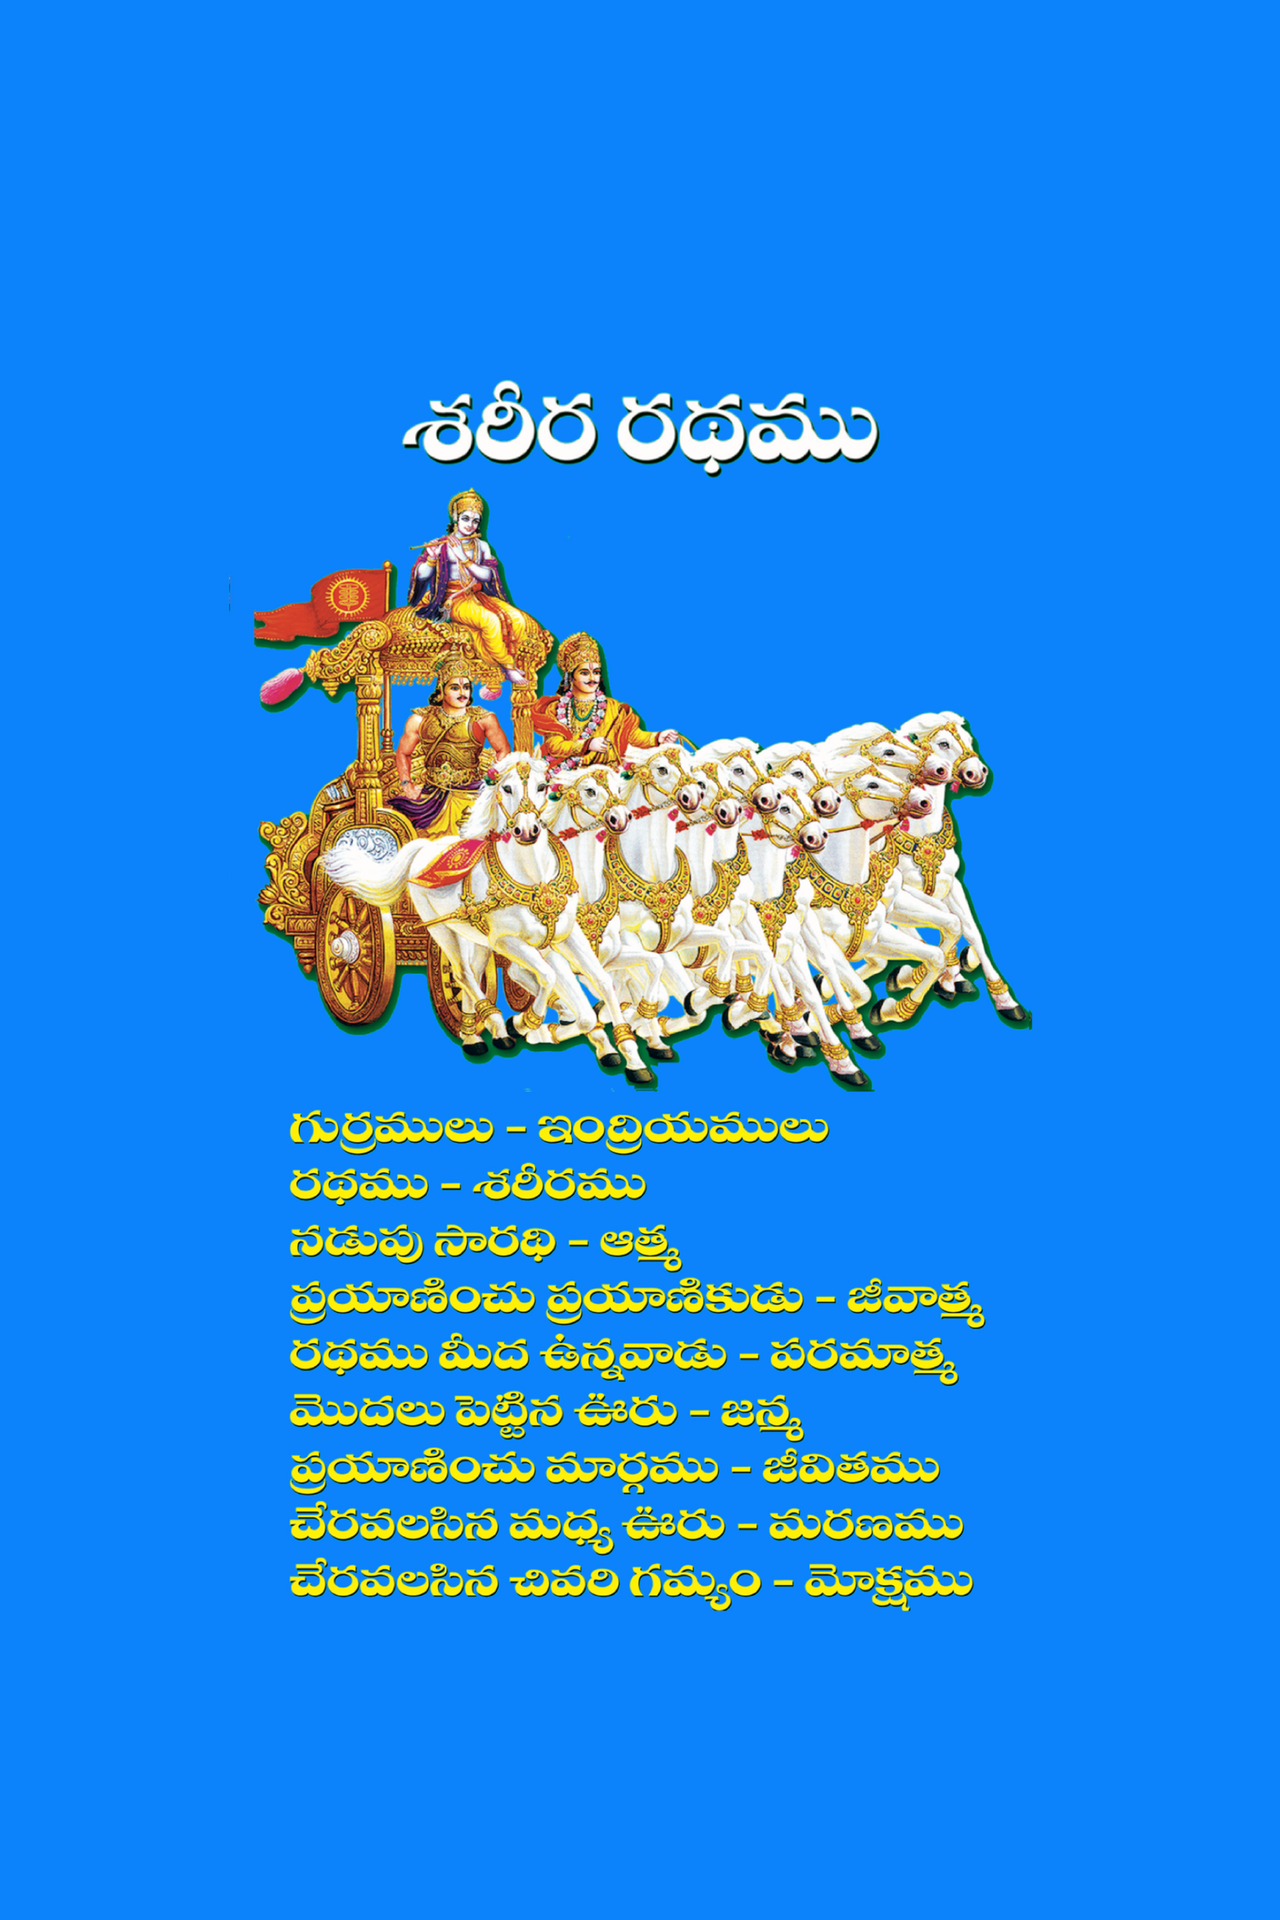 శరీర రథము
గుర్రములు - ఇంద్రియములు
రథము - శరీరము
నడుపు సారథి - ఆత్మ
ప్రయాణించు ప్రయాణికుడు - జీవాత్మ
రథము మీద ఉన్నవాడు - పరమాత్మ
మొదలు పెట్టిన ఊరు - జన్మ
ప్రయాణించు మార్గము - జీవితము
చేరవలసిన మధ్య ఊరు - మరణము
చేరవలసిన చివరి గమ్యం - మోక్షము